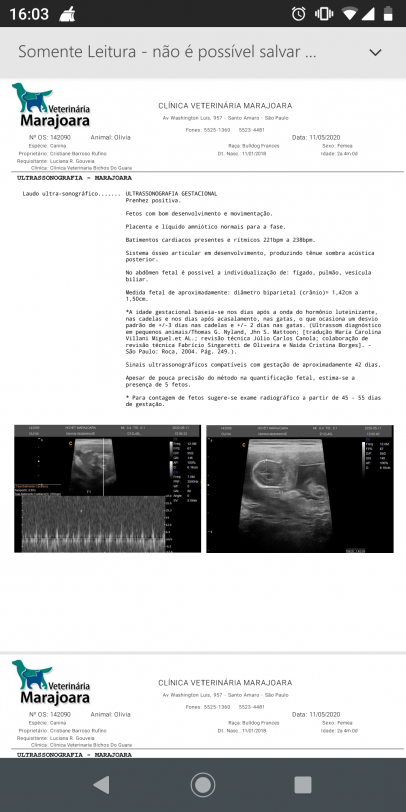 16:03
Somente Leitura - não é possível salvar ...
Veterinária
Marajoara
CLÍNICA VETERINÁRIA MARAJOARA
Av Washington Luis, 957 - Santo Amaro - São Paulo
Fones: 5525-1360 5523-4481
Nº OS: 142090 Animal: Olivia Data: 11/05/2020
Espécie: Canina Raça: Bulldog Frances Sexo: Femea
Proprietário: Cristiane Barroso Rufino Dt. Nasc.: 11/01/2018 Idade: 2a 4m 0d
Requisitante: Luciana R. Gouveia
Clínica: Clinica Veterinaria Bichos Do Guara
ULTRASSONOGRAFIA - MARAJOARA
Laudo ultra-sonográfico....... ULTRASSONOGRAFIA GESTACIONAL
Prenhez positiva.
Fetos com bom desenvolvimento e movimentação.
Placenta e líquido amniótico normais para a fase.
Batimentos cardíacos presentes e rítmicos 221bpm a 238bpm.
Sistema ósseo articular em desenvolvimento, produzindo tênue sombra acústica
posterior.
No abdômen fetal é possível a individualização de: fígado, pulmão, vesícula
biliar.
Medida fetal de aproximadamente: diâmetro biparietal (crânio)= 1,42cm a
1,50cm.
*A idade gestacional baseia-se nos dias após a onda do hormônio luteinizante,
nas cadelas e nos dias após acasalamento, nas gatas, o que ocasiona um desvio
padrão de +/-3 dias nas cadelas e +/- 2 dias nas gatas. (Ultrassom diagnóstico
em pequenos animais/Thomas G. Nyland, Jhn S. Mattoon; [tradução Maria Carolina
Villani Miguel.et AL.; revisão técnica Júlio Carlos Canola; colaboração de
revisão técnica Fabrício Singaretti de Oliveira e Naida Cristina Borges]. -
São Paulo: Roca, 2004. Pág. 249.).
Sinais ultrassonográficos compatíveis com gestação de aproximadamente 42 dias.
Apesar de pouca precisão do método na quantificação fetal, estima-se a
presença de 5 fetos.
* Para contagem de fetos sugere-se exame radiográfico a partir de 45 - 55 dias
de gestação.
Veterinária
Marajoara
CLÍNICA VETERINÁRIA MARAJOARA
Av Washington Luis, 957 - Santo Amaro - São Paulo
Fones: 5525-1360 5523-4481
Nº OS: 142090 Animal: Olivia Data: 11/05/2020
Espécie: Canina Raça: Bulldog Frances Sexo: Femea
Proprietário: Cristiane Barroso Rufino Dt. Nasc.: 11/01/2018 Idade: 2a 4m 0d
Requisitante: Luciana R. Gouveia
Clínica: Clinica Veterinaria Bichos Do Guara
ULTRASSONOGRAFIA - MARAJOARA